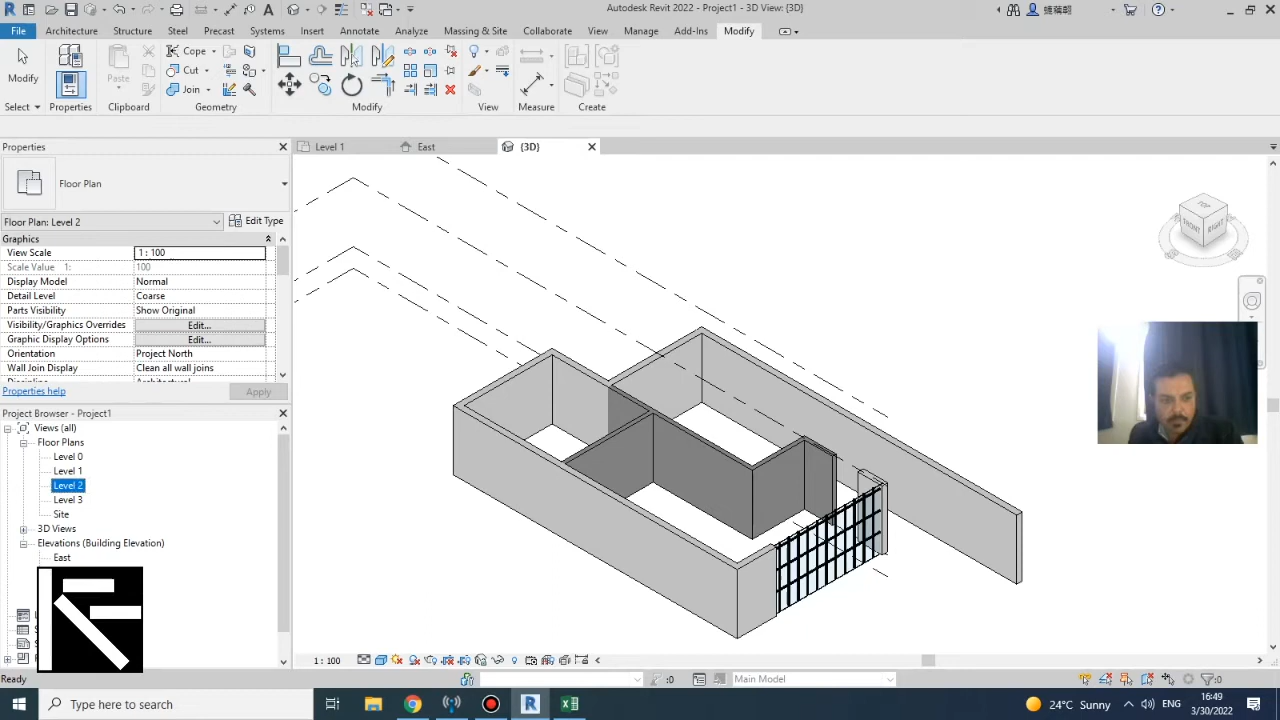 Autodesk Revit 2022 - Project1 - 3D View: {3D}
File Architecture Structure Steel Precast Systems Insert Annotate Analyze Massing & Site Collaborate View Manage Add-Ins Modify
Modify Paste Cope Cut Join
Select Properties Clipboard Geometry Modify View Measure Create
Properties
Level 1 East {3D}
Floor Plan
Floor Plan: Level 2 Edit Type
Graphics
View Scale 1 : 100
Scale Value 1: 100
Display Model Normal
Detail Level Coarse
Parts Visibility Show Original
Visibility/Graphics Overrides Edit...
Graphic Display Options Edit...
Orientation Project North
Wall Join Display Clean all wall joins
Discipline Architectural
Properties help Apply
Project Browser - Project1
Views (all)
Floor Plans
Level 0
Level 1
Level 2
Level 3
Site
3D Views
Elevations (Building Elevation)
East
TOP
FRONT
RIGHT
1 : 100
Ready :0 Main Model :0
Type here to search
24°C Sunny ENG
16:49
3/30/2022